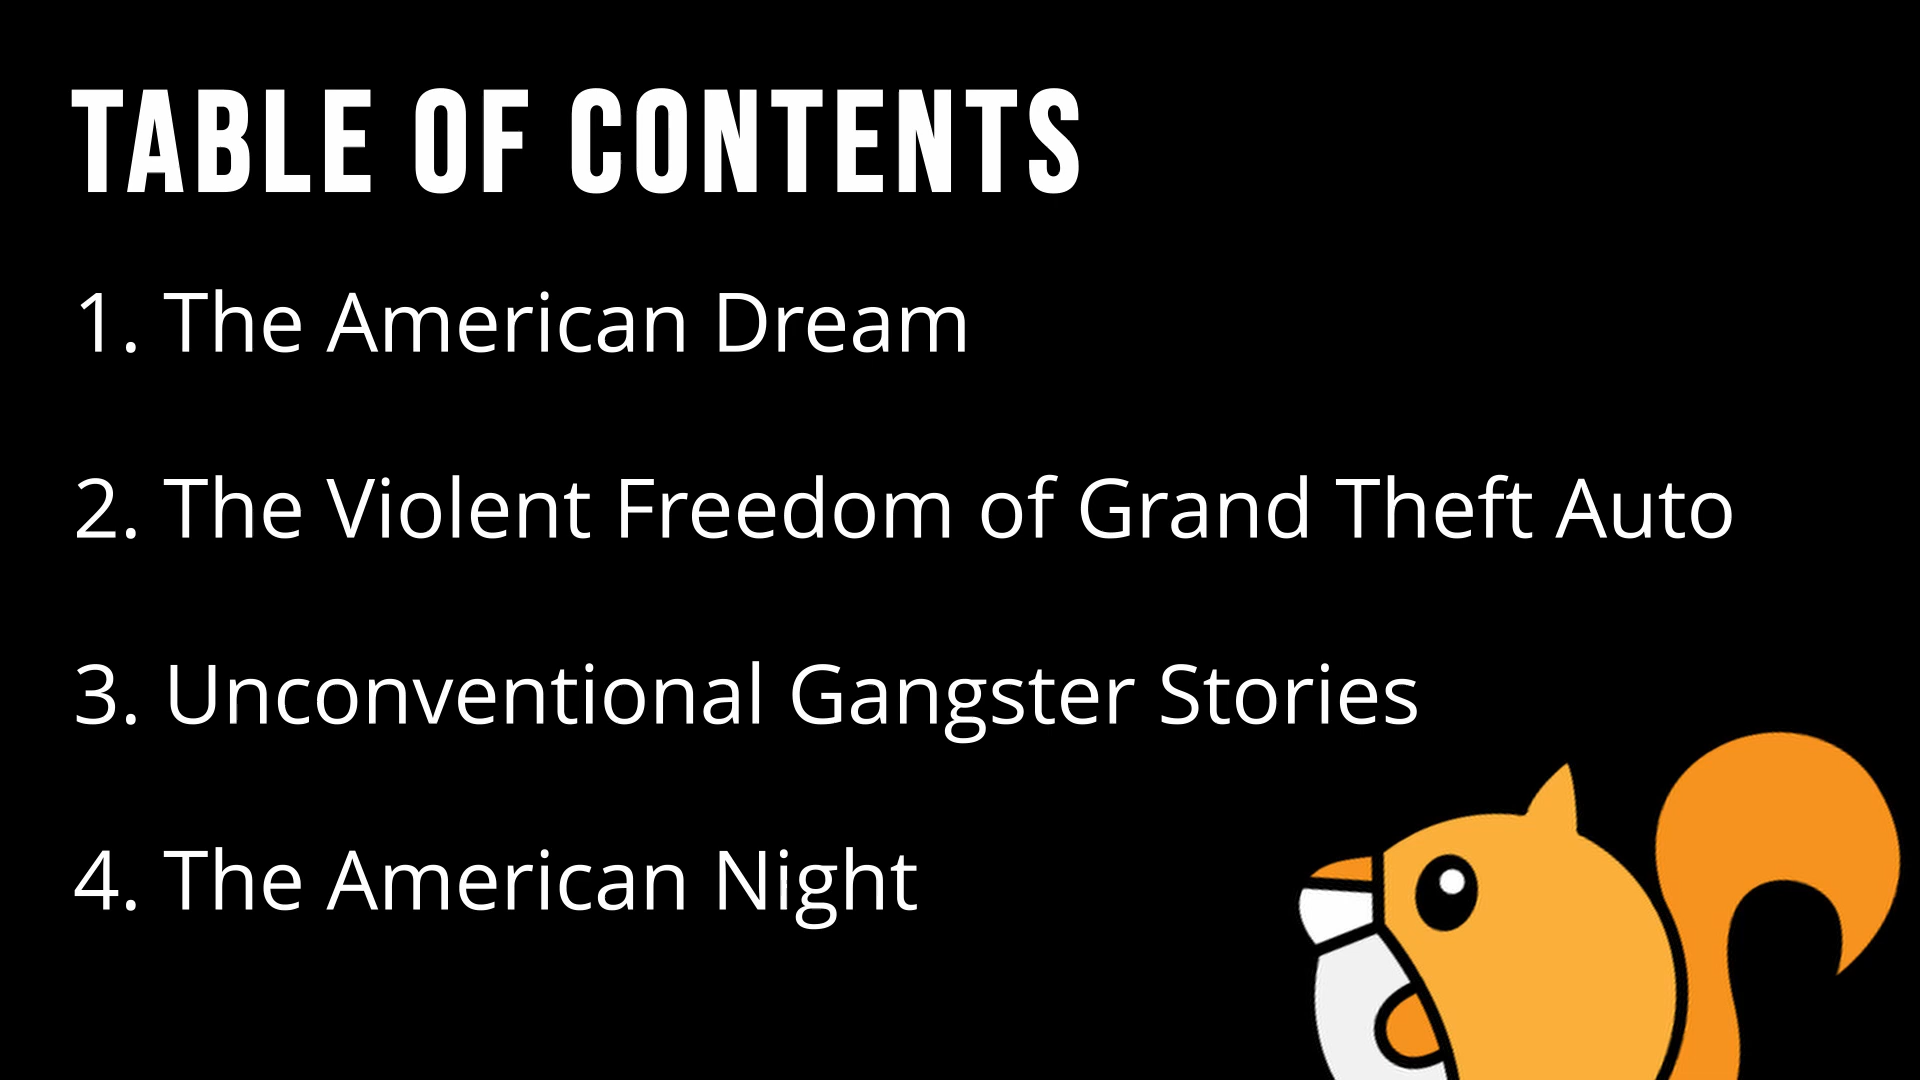 TABLE OF CONTENTS
1. The American Dream
2. The Violent Freedom of Grand Theft Auto
3. Unconventional Gangster Stories
4. The American Night